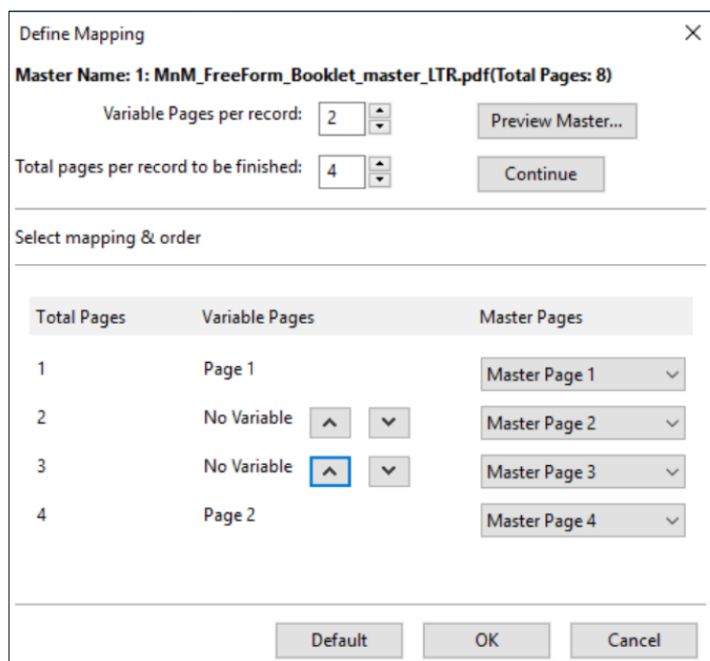 Define Mapping
Master Name: 1: MnM_FreeForm_Booklet_master_LTR.pdf(Total Pages: 8)
Variable Pages per record: 2 Preview Master...
Total pages per record to be finished: 4 Continue
Select mapping & order
Total Pages Variable Pages Master Pages
1 Page 1 Master Page 1
2 No Variable Master Page 2
3 No Variable Master Page 3
4 Page 2 Master Page 4
Default OK Cancel